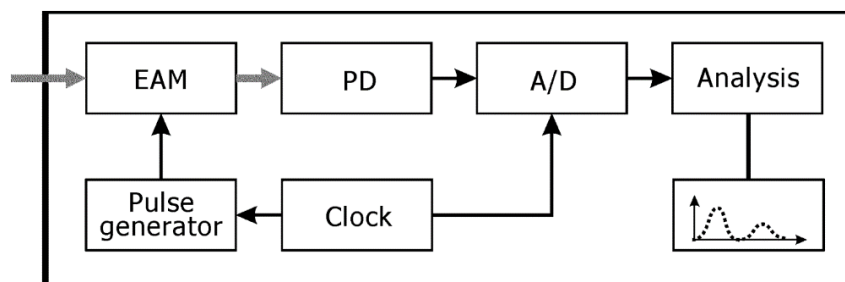 EAM
PD
A/D
Analysis
Pulse
generator
Clock